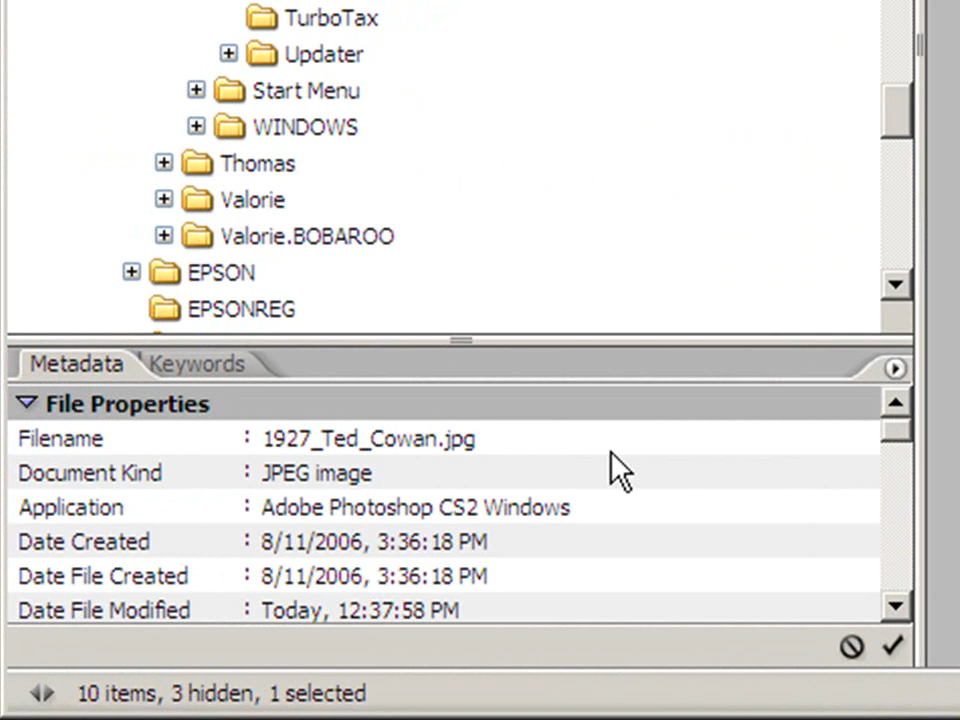 TurboTax
Updater
Start Menu
WINDOWS
Thomas
Valorie
Valorie.BOBAROO
EPSON
EPSONREG
Metadata Keywords
File Properties
Filename : 1927_Ted_Cowan.jpg
Document Kind : JPEG image
Application : Adobe Photoshop CS2 Windows
Date Created : 8/11/2006, 3:36:18 PM
Date File Created : 8/11/2006, 3:36:18 PM
Date File Modified : Today, 12:37:58 PM
10 items, 3 hidden, 1 selected